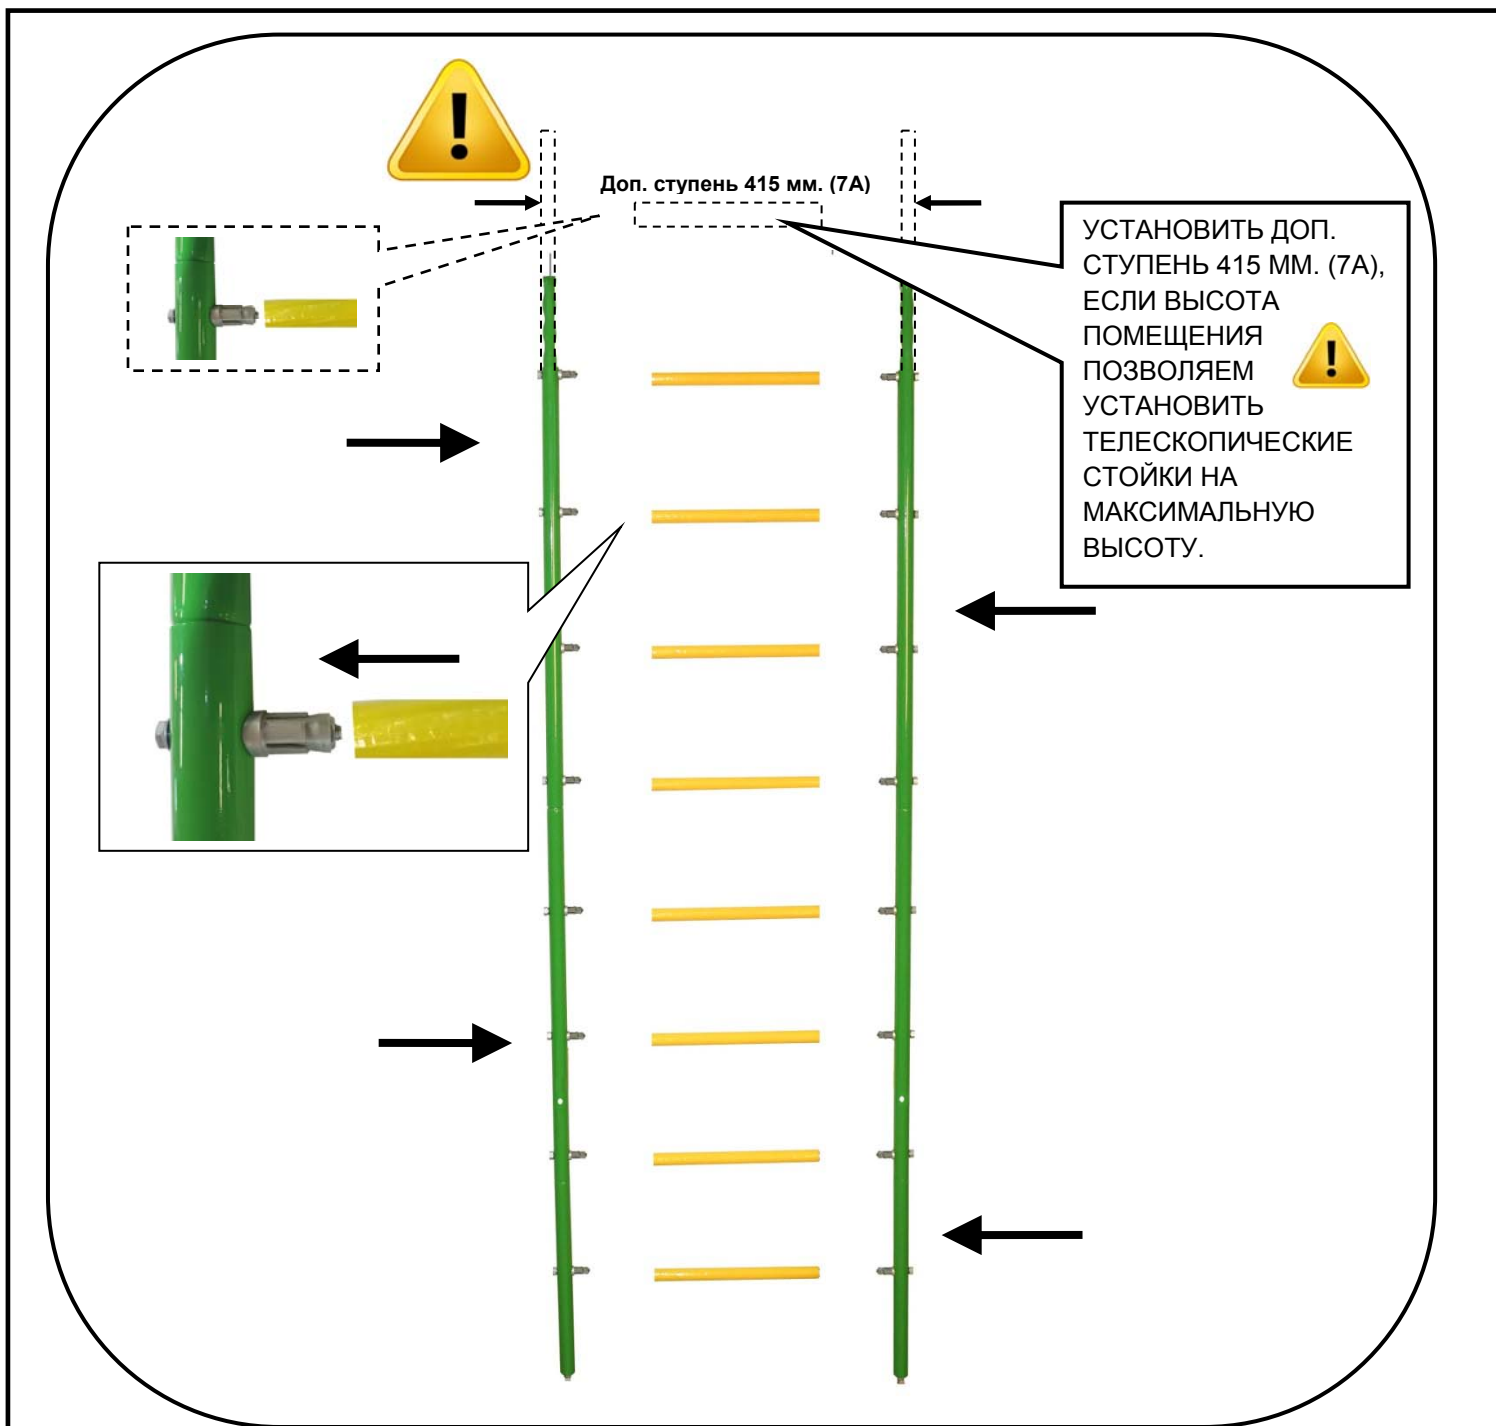 Доп. ступень 415 мм. (7А)
УСТАНОВИТЬ ДОП.
СТУПЕНЬ 415 ММ. (7А),
ЕСЛИ ВЫСОТА
ПОМЕЩЕНИЯ
ПОЗВОЛЯЕМ
УСТАНОВИТЬ
ТЕЛЕСКОПИЧЕСКИЕ
СТОЙКИ НА
МАКСИМАЛЬНУЮ
ВЫСОТУ.